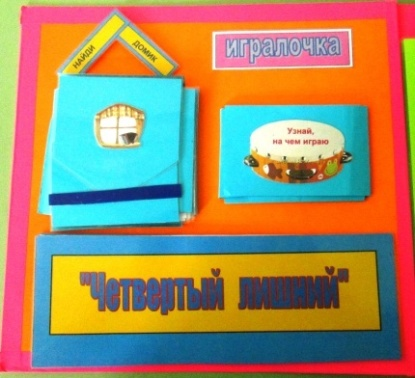 НАЙДИ
ДОМИК
игралочка
Узнай,
на чем играю
"Четвертый лишний"